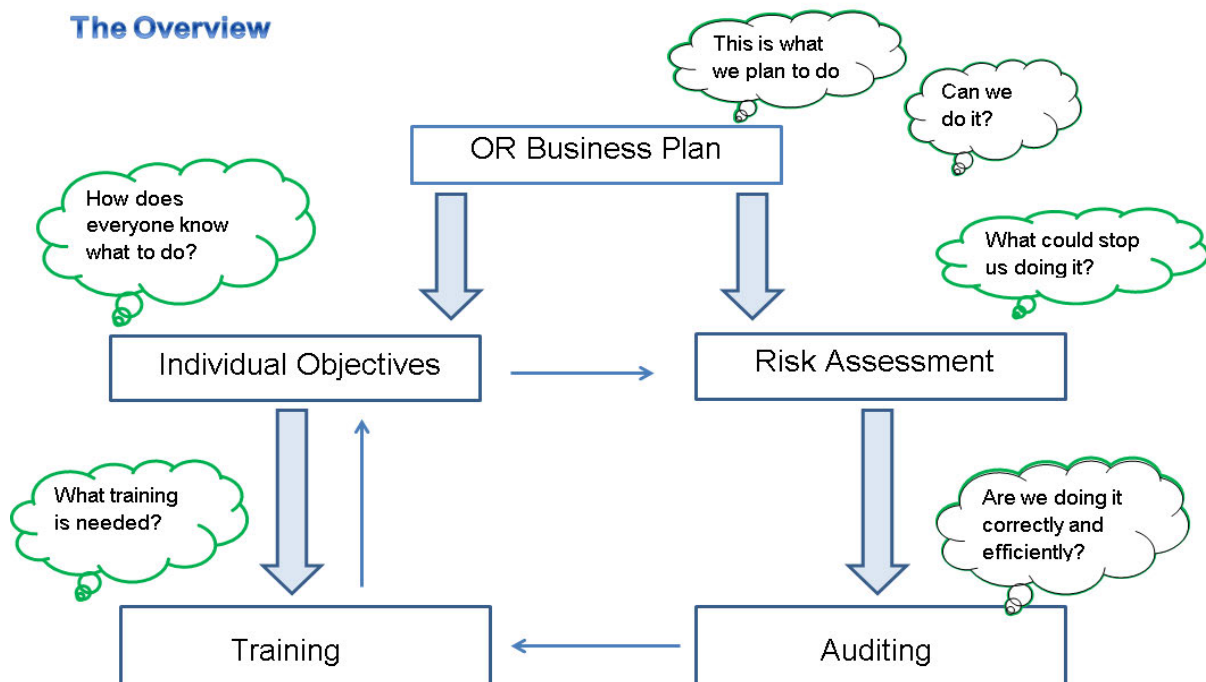 The Overview
This is what
we plan to do
Can we
do it?
OR Business Plan
How does
everyone know
what to do?
What could stop
us doing it?
Individual Objectives
Risk Assessment
What training
is needed?
Are we doing it
correctly and
efficiently?
Training
Auditing